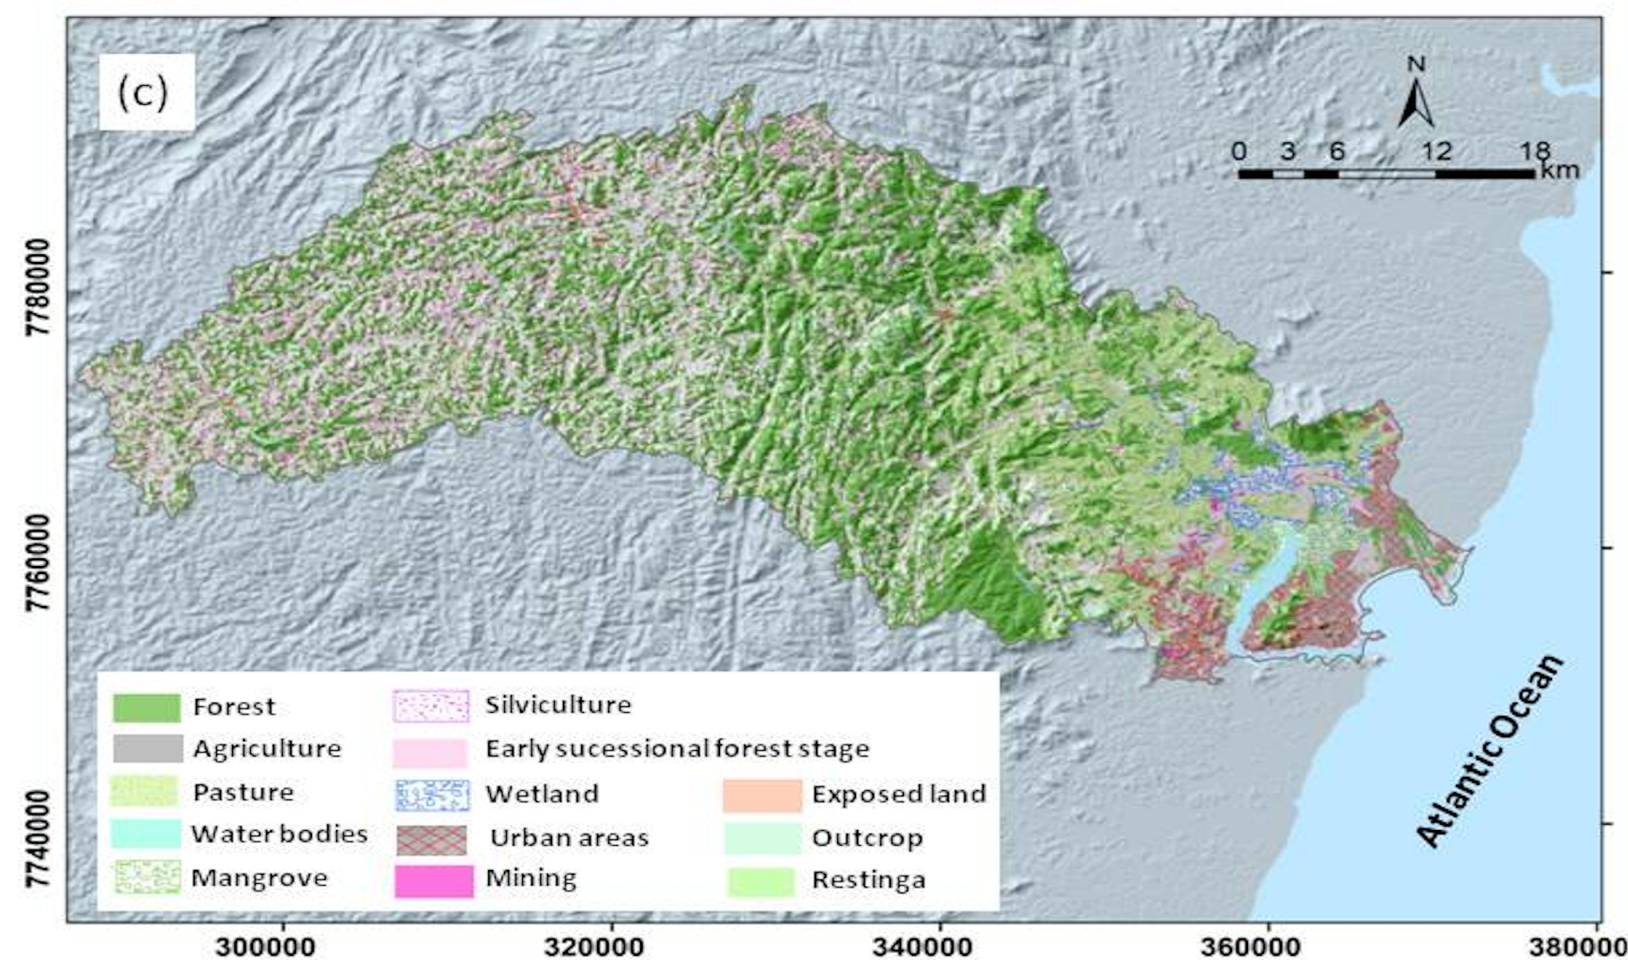 (c)
N
0 3 6 12 18
km
7780000
7760000
7740000
Atlantic Ocean
Forest
Silviculture
Agriculture
Early sucessional forest stage
Pasture
Wetland
Exposed land
Water bodies
Urban areas
Outcrop
Mangrove
Mining
Restinga
300000 320000 340000 360000 380000